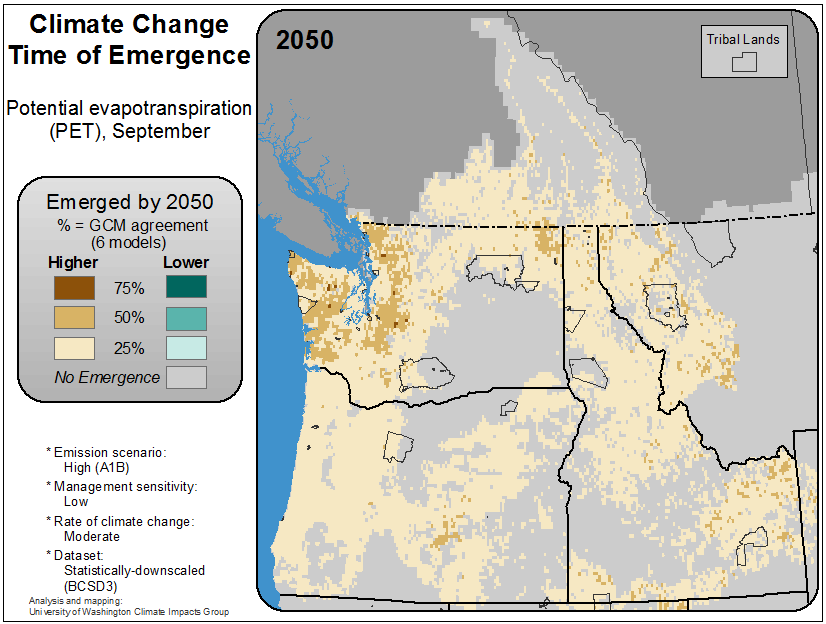 Climate Change
Time of Emergence
Potential evapotranspiration
(PET), September
Emerged by 2050
% = GCM agreement
(6 models)
Higher
Lower
75%
50%
25%
No Emergence
* Emission scenario:
High (A1B)
* Management sensitivity:
Low
* Rate of climate change:
Moderate
* Dataset:
Statistically-downscaled
(BCSD3)
Analysis and mapping:
University of Washington Climate Impacts Group
2050
Tribal Lands